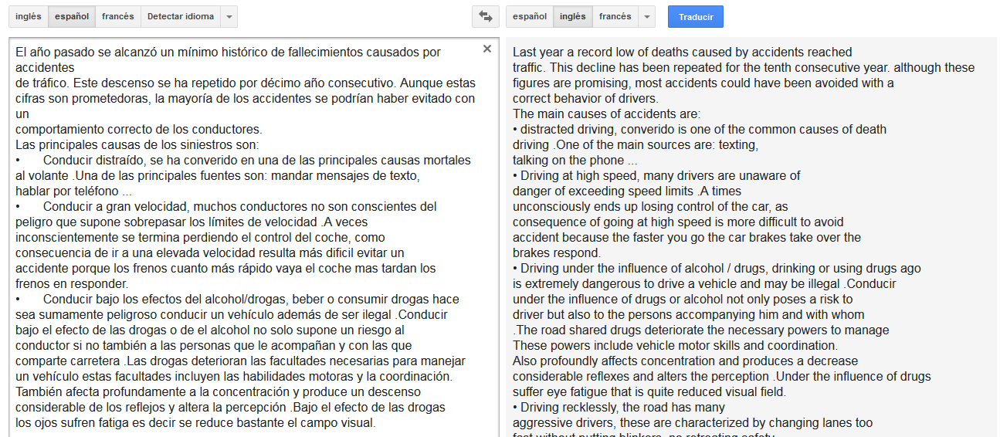 inglés español francés Detectar idioma
español inglés francés Traducir
El año pasado se alcanzó un mínimo histórico de fallecimientos causados por
accidentes
de tráfico. Este descenso se ha repetido por décimo año consecutivo. Aunque estas
cifras son prometedoras, la mayoría de los accidentes se podrían haber evitado con
un
comportamiento correcto de los conductores.
Las principales causas de los siniestros son:
• Conducir distraído, se ha converido en una de las principales causas mortales
al volante .Una de las principales fuentes son: mandar mensajes de texto,
hablar por teléfono ...
• Conducir a gran velocidad, muchos conductores no son conscientes del
peligro que supone sobrepasar los límites de velocidad .A veces
inconscientemente se termina perdiendo el control del coche, como
consecuencia de ir a una elevada velocidad resulta más dificil evitar un
accidente porque los frenos cuanto más rápido vaya el coche mas tardan los
frenos en responder.
• Conducir bajo los efectos del alcohol/drogas, beber o consumir drogas hace
sea sumamente peligroso conducir un vehículo además de ser ilegal .Conducir
bajo el efecto de las drogas o de el alcohol no solo supone un riesgo al
conductor si no también a las personas que le acompañan y con las que
comparte carretera .Las drogas deterioran las facultades necesarias para manejar
un vehículo estas facultades incluyen las habilidades motoras y la coordinación.
También afecta profundamente a la concentración y produce un descenso
considerable de los reflejos y altera la percepción .Bajo el efecto de las drogas
los ojos sufren fatiga es decir se reduce bastante el campo visual.
Last year a record low of deaths caused by accidents reached
traffic. This decline has been repeated for the tenth consecutive year. although these
figures are promising, most accidents could have been avoided with a
correct behavior of drivers.
The main causes of accidents are:
• distracted driving, converido is one of the common causes of death
driving .One of the main sources are: texting,
talking on the phone ...
• Driving at high speed, many drivers are unaware of
danger of exceeding speed limits .A times
unconsciously ends up losing control of the car, as
consequence of going at high speed is more difficult to avoid
accident because the faster you go the car brakes take over the
brakes respond.
• Driving under the influence of alcohol / drugs, drinking or using drugs ago
is extremely dangerous to drive a vehicle and may be illegal .Conducir
under the influence of drugs or alcohol not only poses a risk to
driver but also to the persons accompanying him and with whom
.The road shared drugs deteriorate the necessary powers to manage
These powers include vehicle motor skills and coordination.
Also profoundly affects concentration and produces a decrease
considerable reflexes and alters the perception .Under the influence of drugs
suffer eye fatigue that is quite reduced visual field.
• Driving recklessly, the road has many
aggressive drivers, these are characterized by changing lanes too
fast without putting blinkers, no retreating safety